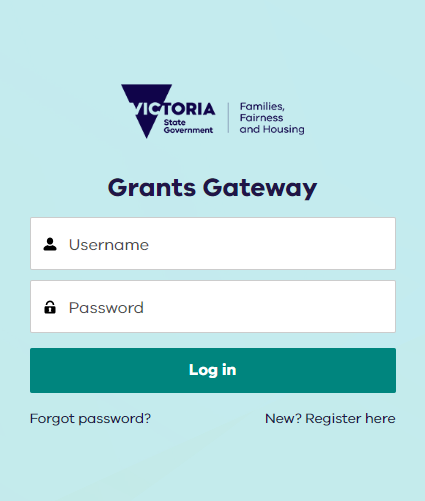 VICTORIA
State
Government
Families,
Fairness
and Housing
Grants Gateway
Username
Password
Log in
Forgot password?
New? Register here